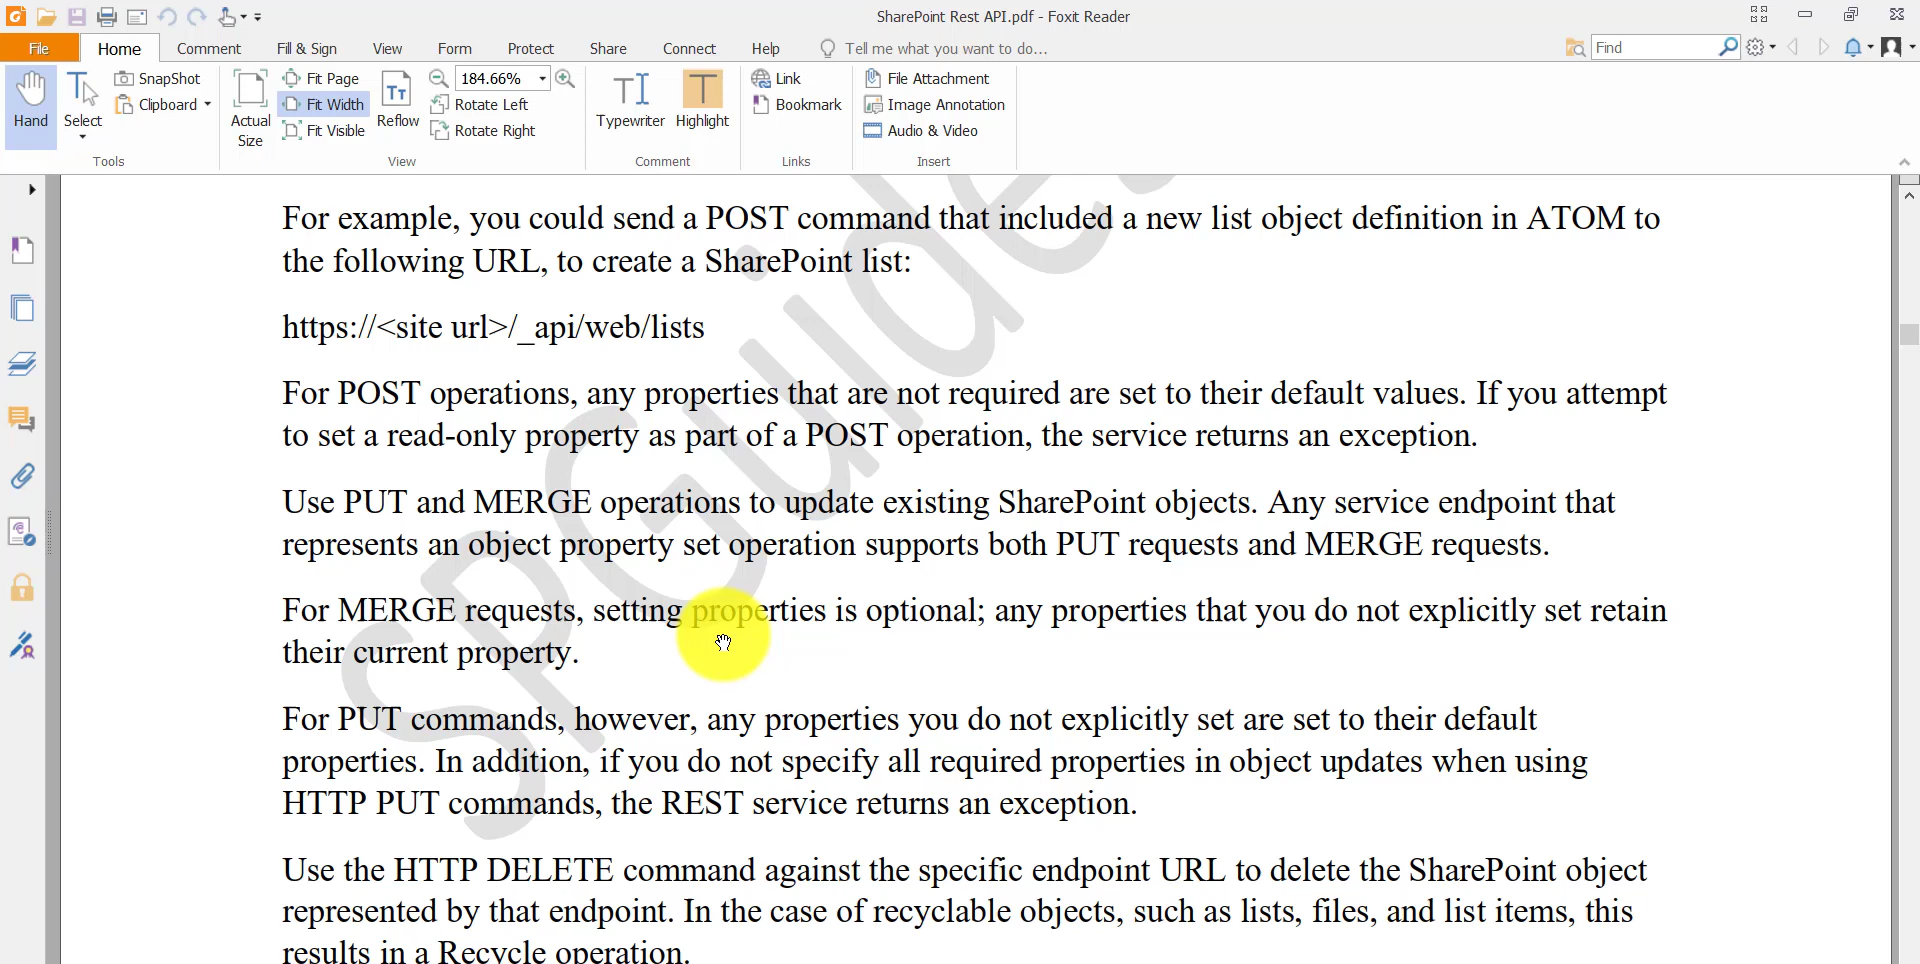 SharePoint Rest API.pdf - Foxit Reader
File Home Comment Fill & Sign View Form Protect Share Connect Help Tell me what you want to do... Find
Hand
Select
SnapShot
Clipboard
Tools
Actual
Size
Fit Page
Fit Width
Fit Visible
Reflow
184.66%
Rotate Left
Rotate Right
View
Typewriter
Highlight
Comment
Link
Bookmark
Links
File Attachment
Image Annotation
Audio & Video
Insert
For example, you could send a POST command that included a new list object definition in ATOM to
the following URL, to create a SharePoint list:
https://<site url>/_api/web/lists
For POST operations, any properties that are not required are set to their default values. If you attempt
to set a read-only property as part of a POST operation, the service returns an exception.
Use PUT and MERGE operations to update existing SharePoint objects. Any service endpoint that
represents an object property set operation supports both PUT requests and MERGE requests.
For MERGE requests, setting properties is optional; any properties that you do not explicitly set retain
their current property.
For PUT commands, however, any properties you do not explicitly set are set to their default
properties. In addition, if you do not specify all required properties in object updates when using
HTTP PUT commands, the REST service returns an exception.
Use the HTTP DELETE command against the specific endpoint URL to delete the SharePoint object
represented by that endpoint. In the case of recyclable objects, such as lists, files, and list items, this
results in a Recycle operation.